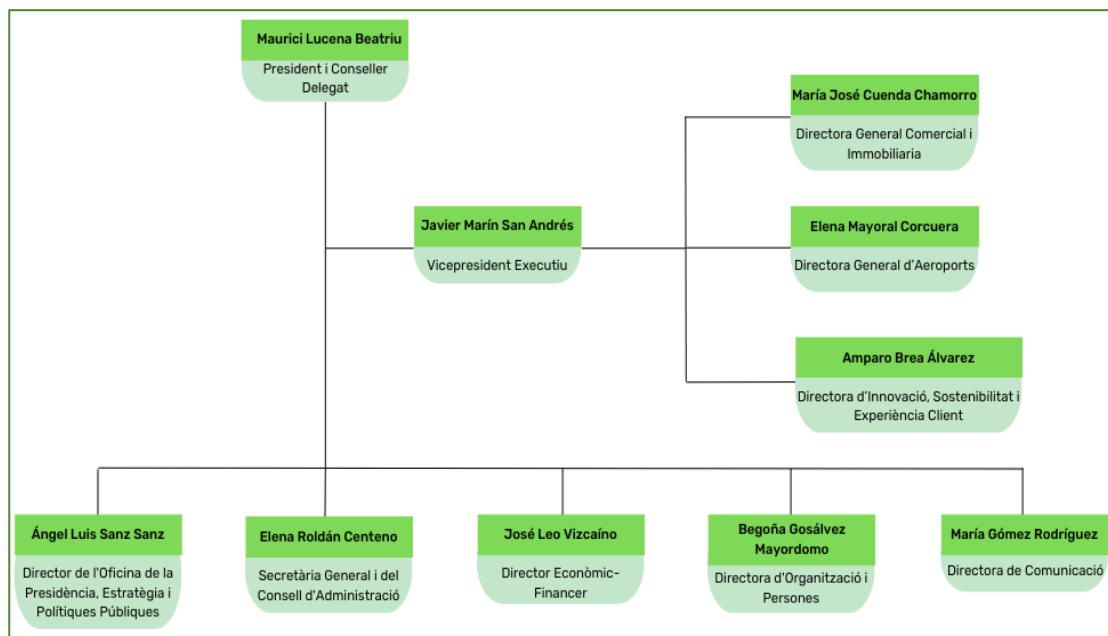 Maurici Lucena Beatriu
President i Conseller
Delegat
María José Cuenda Chamorro
Directora General Comercial i
Immobiliaria
Javier Marín San Andrés
Vicepresident Executiu
Elena Mayoral Corcuera
Directora General d'Aeroports
Amparo Brea Álvarez
Directora d'Innovació, Sostenibilitat i
Experiència Client
Ángel Luis Sanz Sanz
Director de l'Oficina de la
Presidència, Estratègia i
Polítiques Públiques
Elena Roldán Centeno
Secretària General i del
Consell d'Administració
José Leo Vizcaíno
Director Econòmic-
Financer
Begoña Gosálvez
Mayordomo
Directora d'Organització i
Persones
María Gómez Rodríguez
Directora de Comunicació